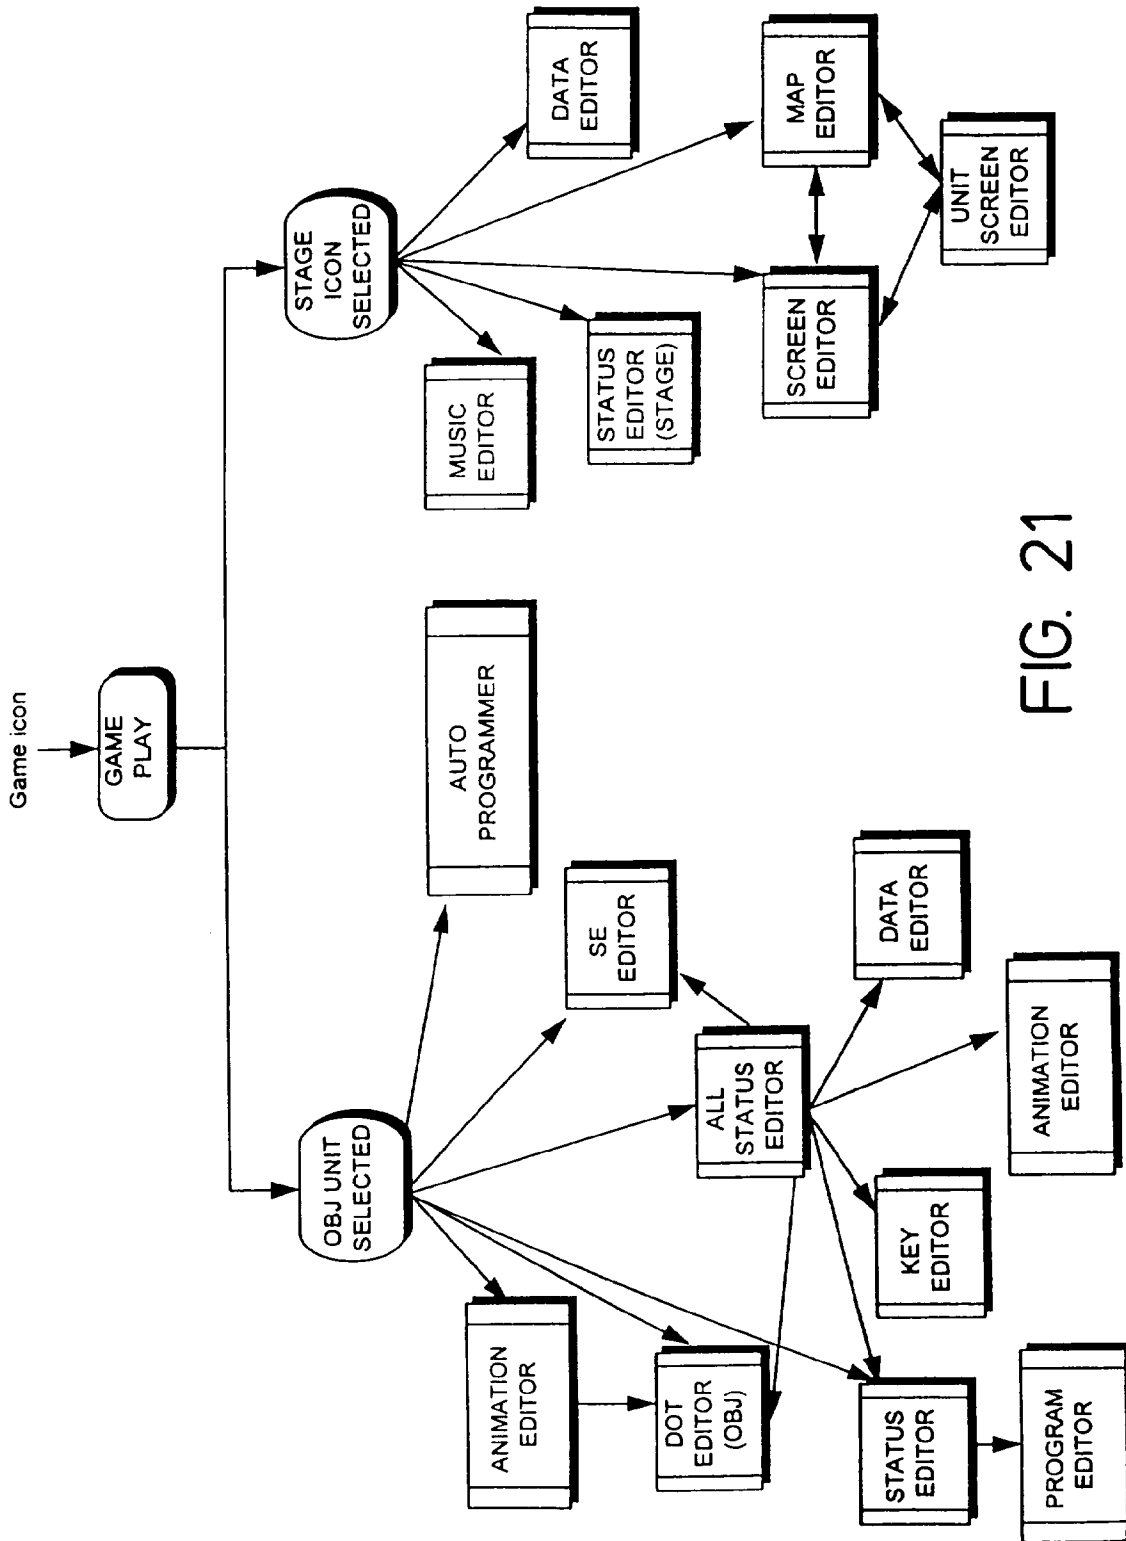 Game icon
GAME
PLAY
OBJ UNIT
SELECTED
STAGE
ICON
SELECTED
ANIMATION
EDITOR
DOT
EDITOR
(OBJ)
STATUS
EDITOR
PROGRAM
EDITOR
AUTO
PROGRAMMER
SE
EDITOR
ALL
STATUS
EDITOR
KEY
EDITOR
ANIMATION
EDITOR
DATA
EDITOR
MUSIC
EDITOR
STATUS
EDITOR
(STAGE)
DATA
EDITOR
SCREEN
EDITOR
MAP
EDITOR
UNIT
SCREEN
EDITOR
FIG. 21